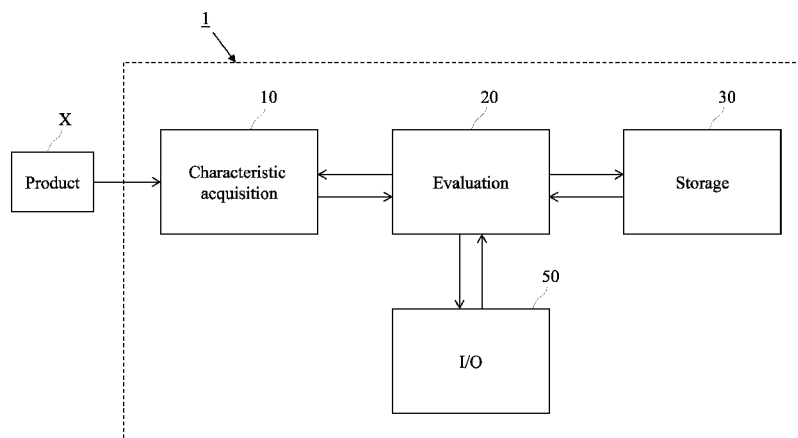 1
X
Product
10
Characteristic
acquisition
20
Evaluation
30
Storage
50
I/O